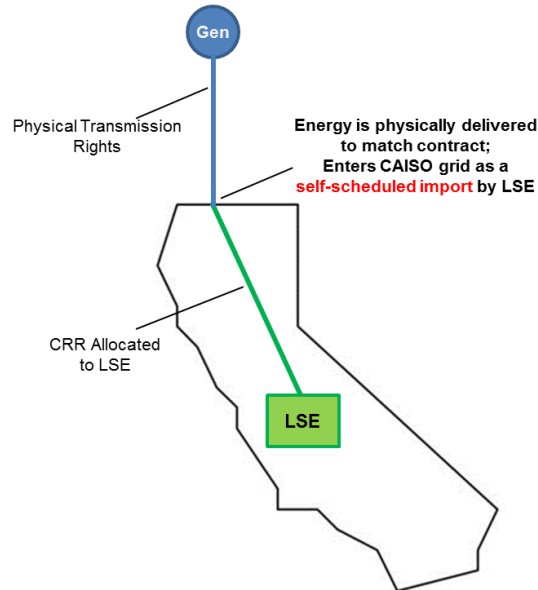 Gen
Physical Transmission
Rights
Energy is physically delivered
to match contract;
Enters CAISO grid as a
self-scheduled import by LSE
CRR Allocated
to LSE
LSE